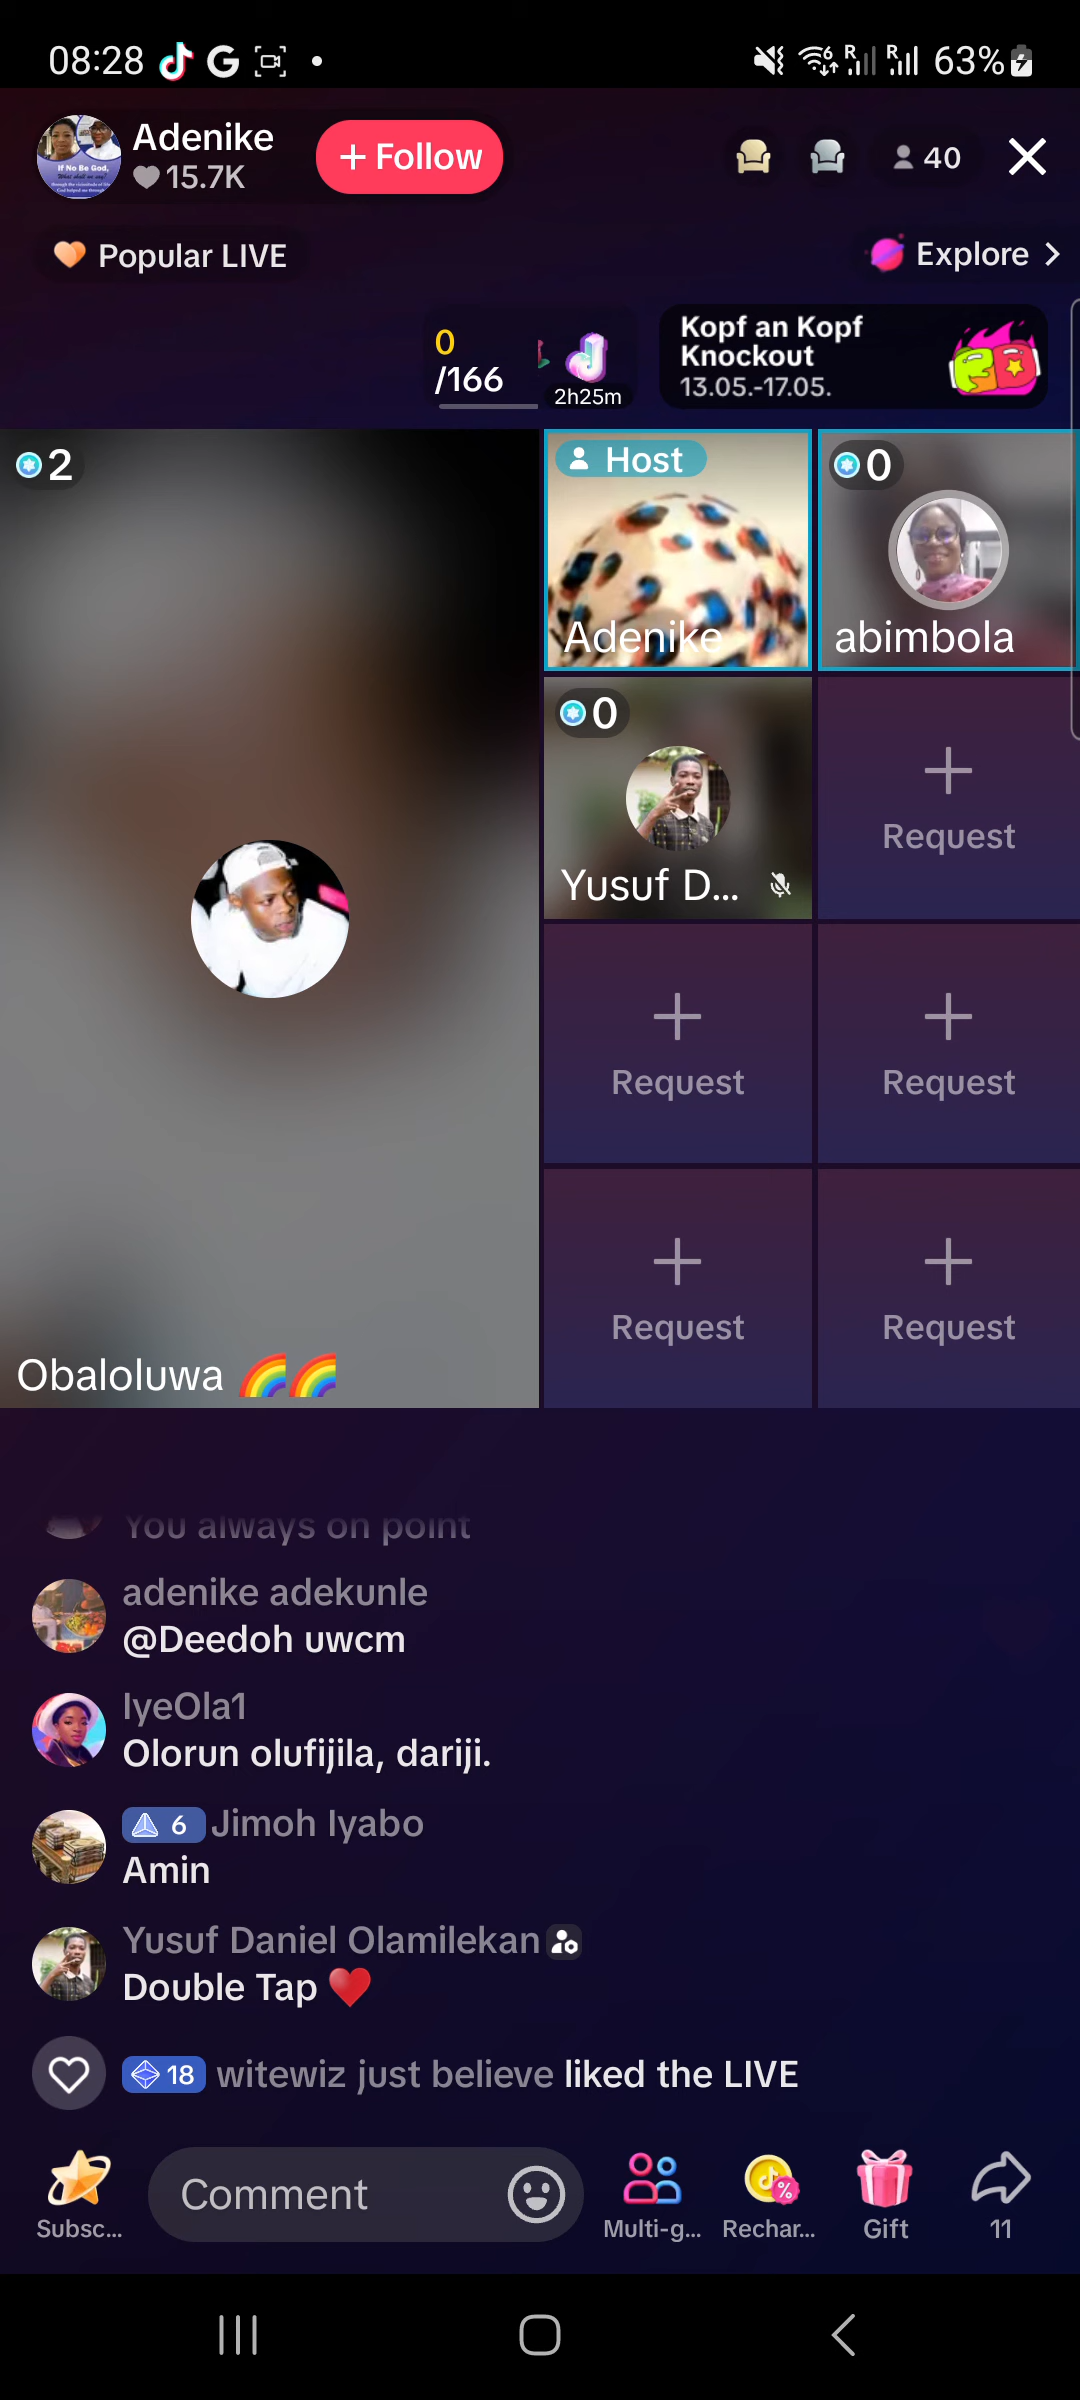 08:28
63%
Adenike
15.7K
+ Follow
40
Popular LIVE
Explore >
0
/166
2h25m
Kopf an Kopf
Knockout
13.05.-17.05.
2
Host
Adenike
0
abimbola
0
Yusuf D...
Request
Request
Request
Request
Request
Obaloluwa 🌈🌈
You always on point
adenike adekunle
@Deedoh uwcm
IyeOla1
Olorun olufijila, dariji.
6 Jimoh Iyabo
Amin
Yusuf Daniel Olamilekan
Double Tap ❤️
18 witewiz just believe liked the LIVE
Comment
Subsc...
Multi-g...
Rechar...
Gift
11